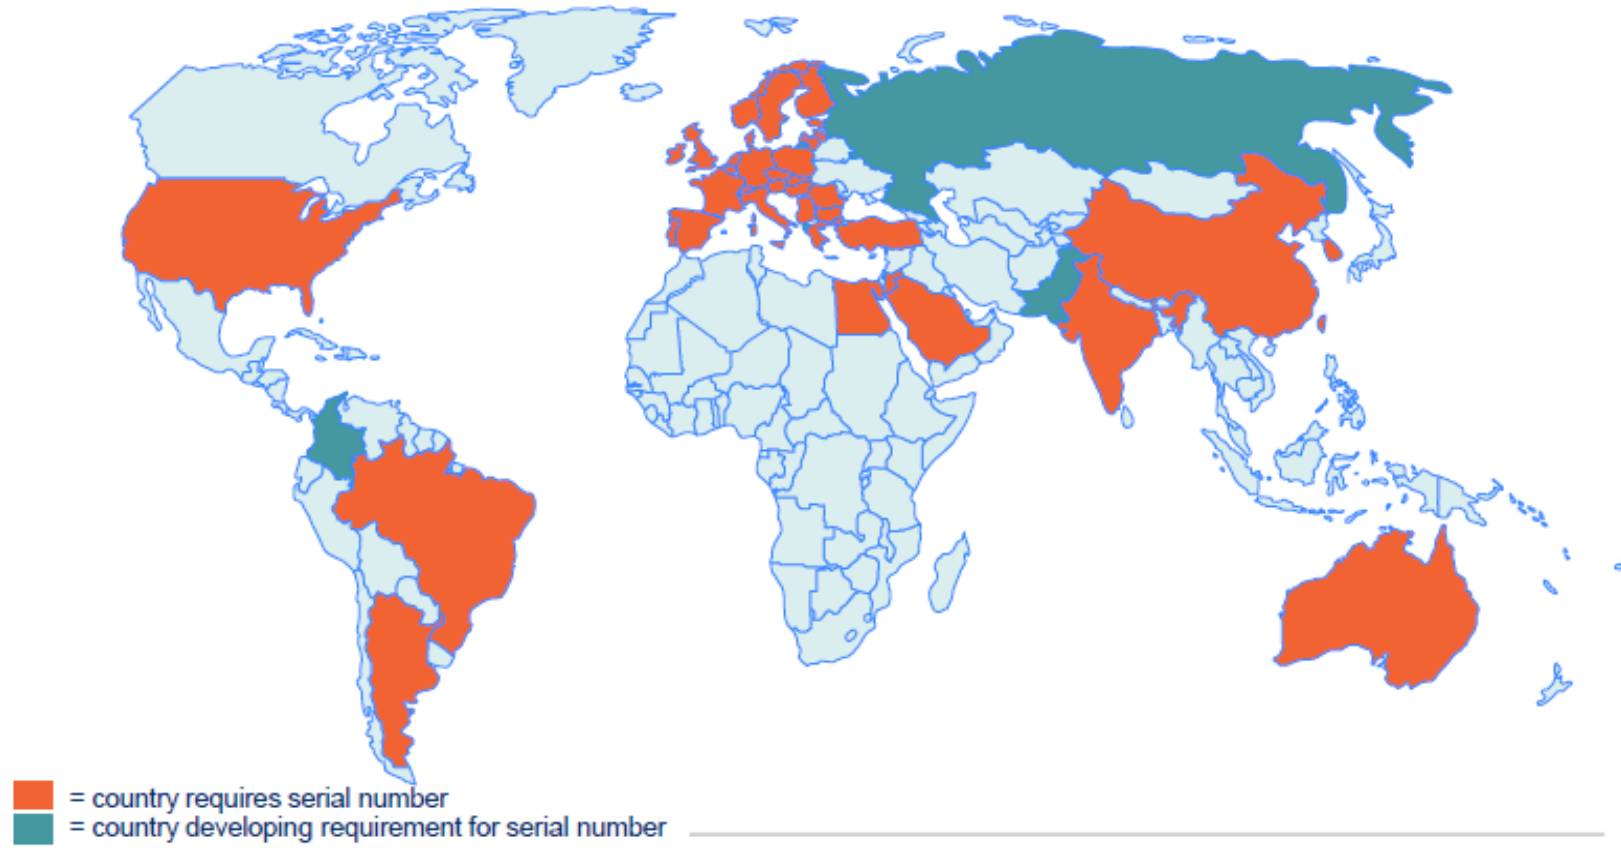 = country requires serial number
= country developing requirement for serial number